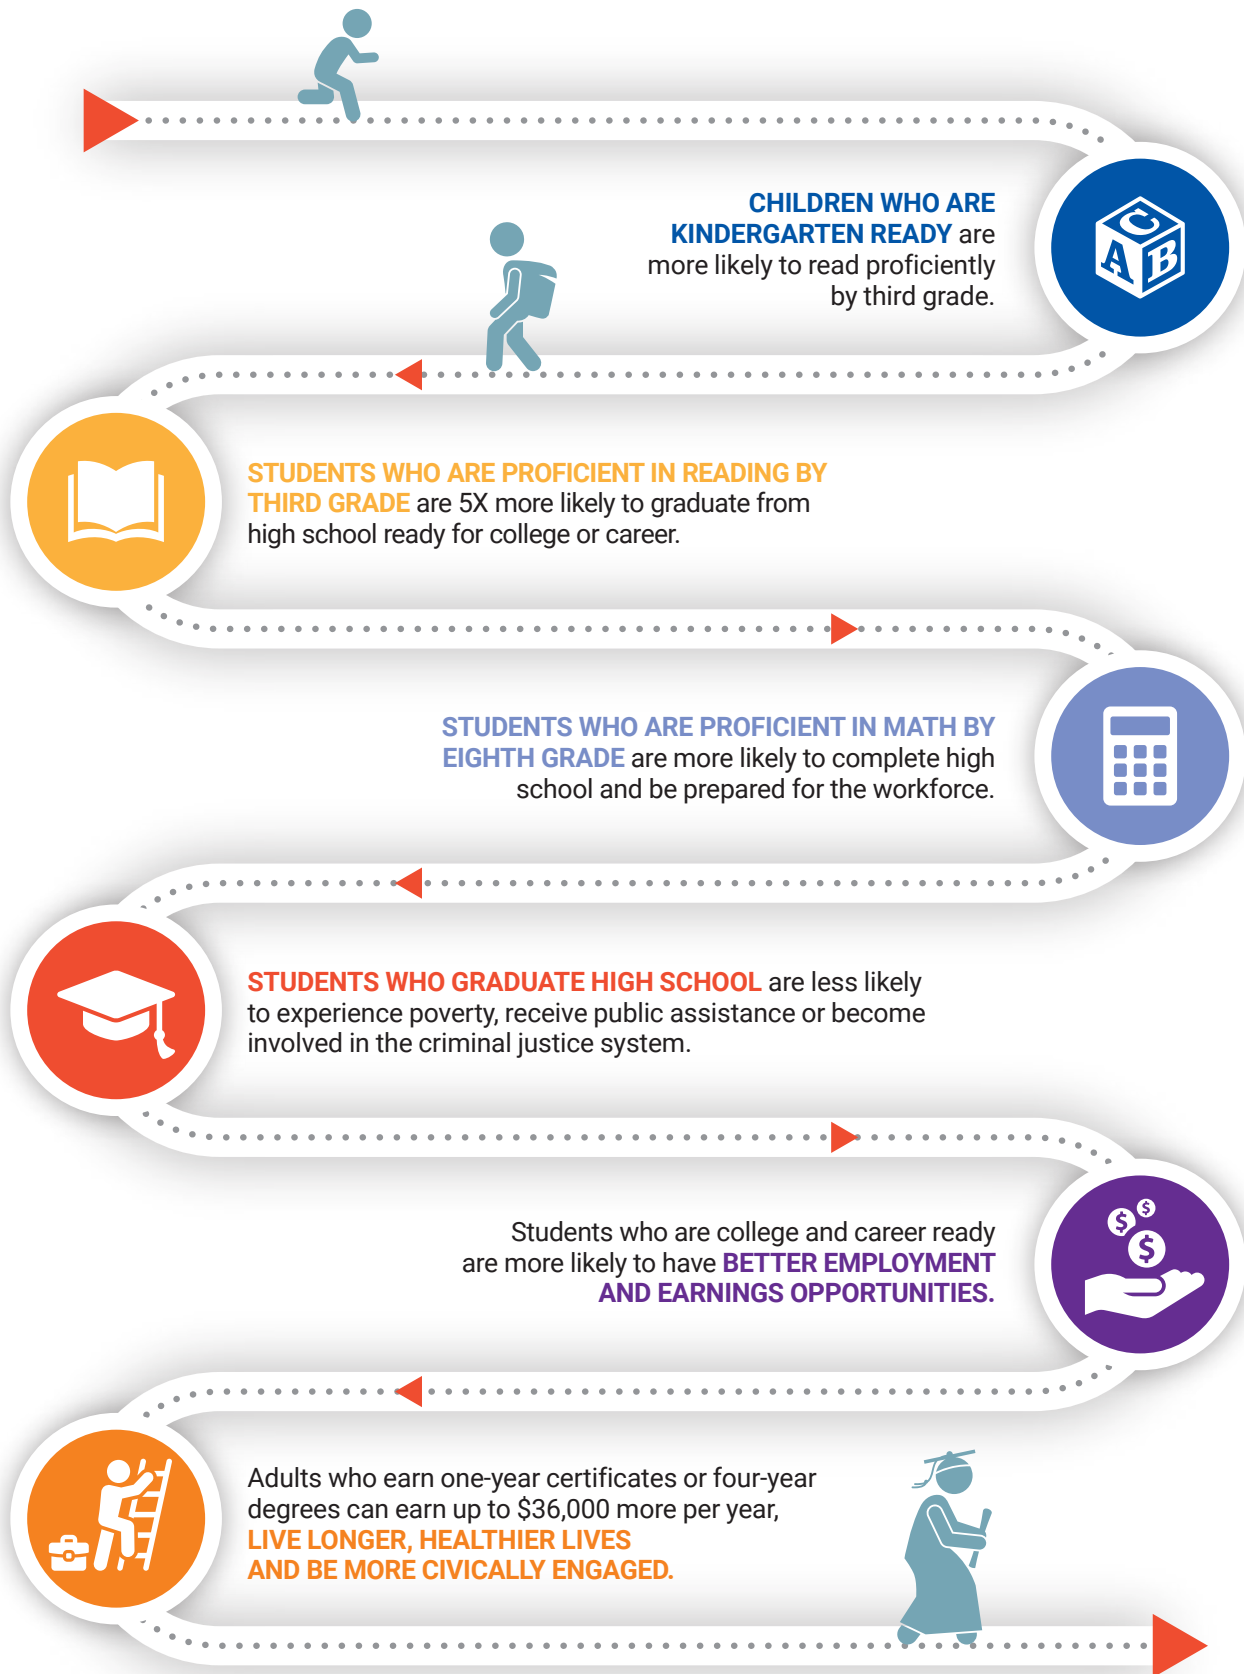 CHILDREN WHO ARE
KINDERGARTEN READY are
more likely to read proficiently
by third grade.
C
A B
STUDENTS WHO ARE PROFICIENT IN READING BY
THIRD GRADE are 5X more likely to graduate from
high school ready for college or career.
STUDENTS WHO ARE PROFICIENT IN MATH BY
EIGHTH GRADE are more likely to complete high
school and be prepared for the workforce.
STUDENTS WHO GRADUATE HIGH SCHOOL are less likely
to experience poverty, receive public assistance or become
involved in the criminal justice system.
Students who are college and career ready
are more likely to have BETTER EMPLOYMENT
AND EARNINGS OPPORTUNITIES.
$ $
$
Adults who earn one-year certificates or four-year
degrees can earn up to $36,000 more per year,
LIVE LONGER, HEALTHIER LIVES
AND BE MORE CIVICALLY ENGAGED.